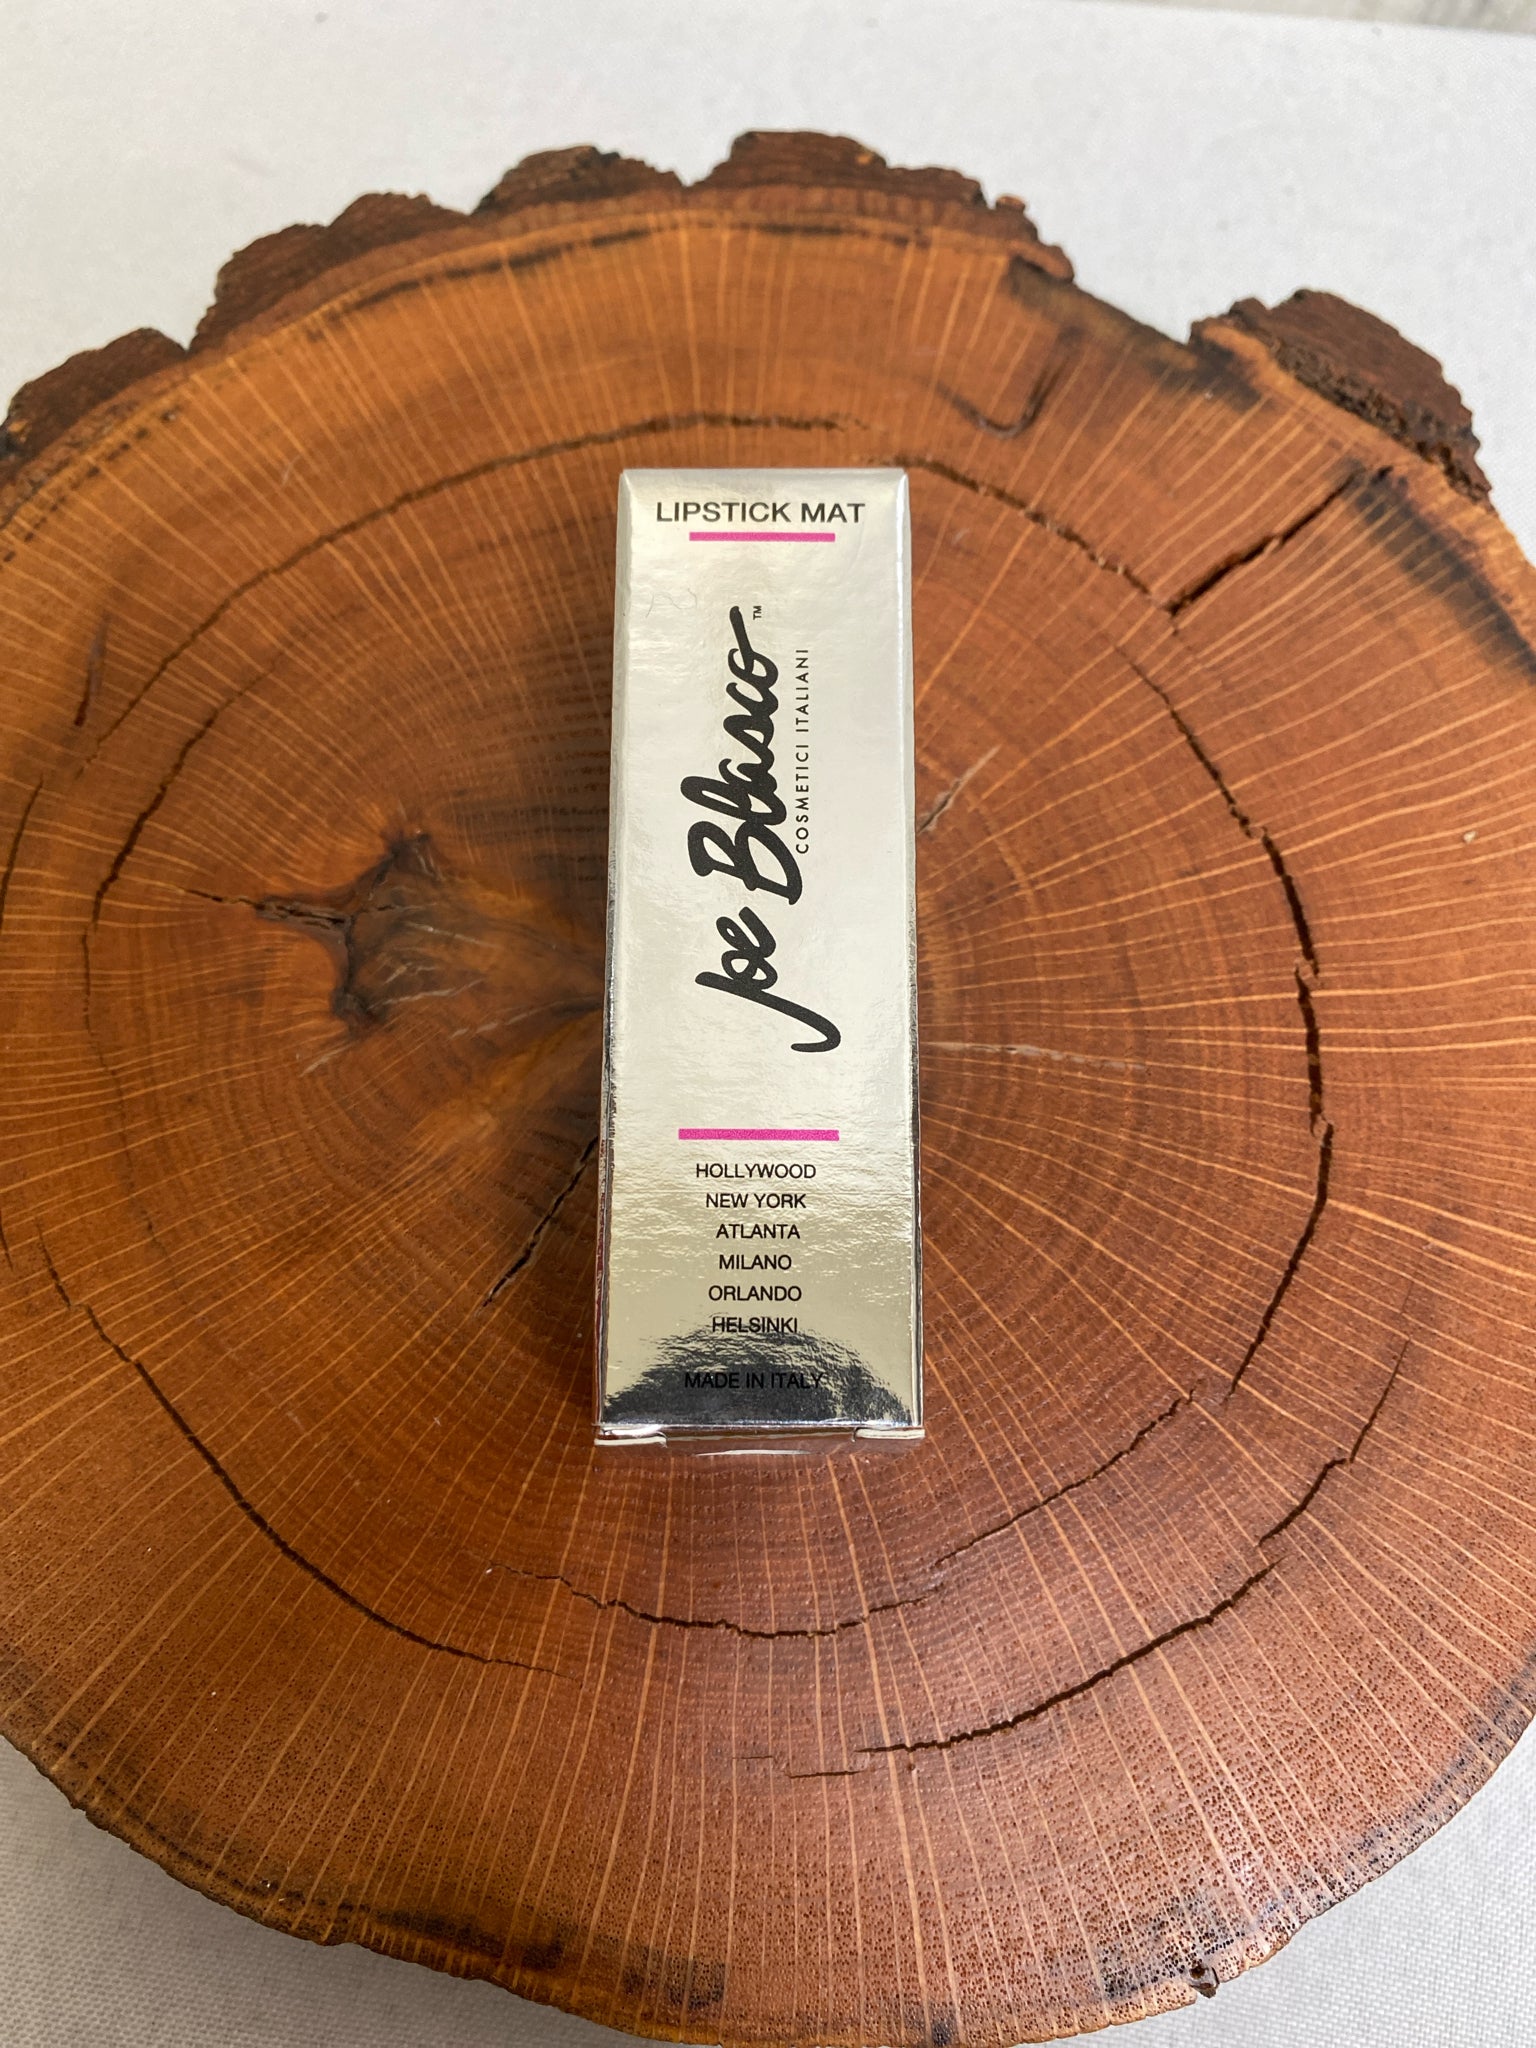 LIPSTICK MAT
Joe Blasco™
COSMETICI ITALIANI
HOLLYWOOD
NEW YORK
ATLANTA
MILANO
ORLANDO
HELSINKI
MADE IN ITALY